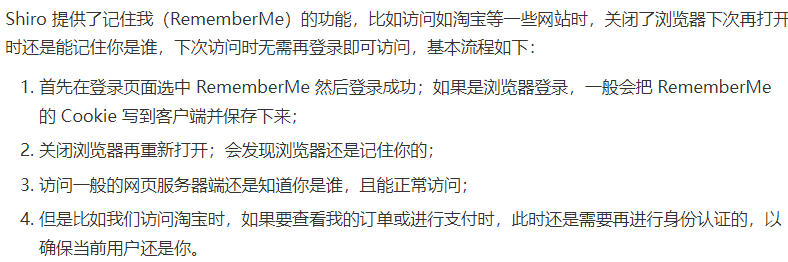 Shiro 提供了记住我（RememberMe）的功能，比如访问如淘宝等一些网站时，关闭了浏览器下次再打开
时还是能记住你是谁，下次访问时无需再登录即可访问，基本流程如下：
1. 首先在登录页面选中 RememberMe 然后登录成功；如果是浏览器登录，一般会把 RememberMe
的 Cookie 写到客户端并保存下来；
2. 关闭浏览器再重新打开；会发现浏览器还是记住你的；
3. 访问一般的网页服务器端还是知道你是谁，且能正常访问；
4. 但是比如我们访问淘宝时，如果要查看我的订单或进行支付时，此时还是需要再进行身份认证的，以
确保当前用户还是你。